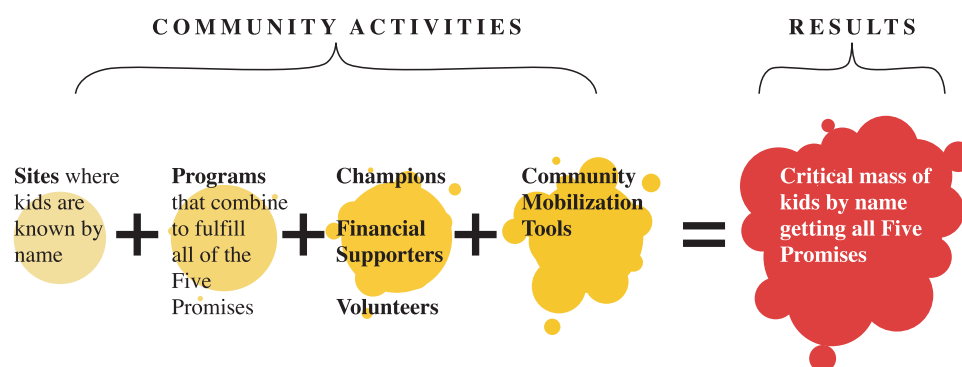 COMMUNITY ACTIVITIES
RESULTS
Sites where
kids are
known by
name
+
Programs
that combine
to fulfill
all of the
Five
Promises
+
Champions
Financial
Supporters
Volunteers
+
Community
Mobilization
Tools
=
Critical mass of
kids by name
getting all Five
Promises